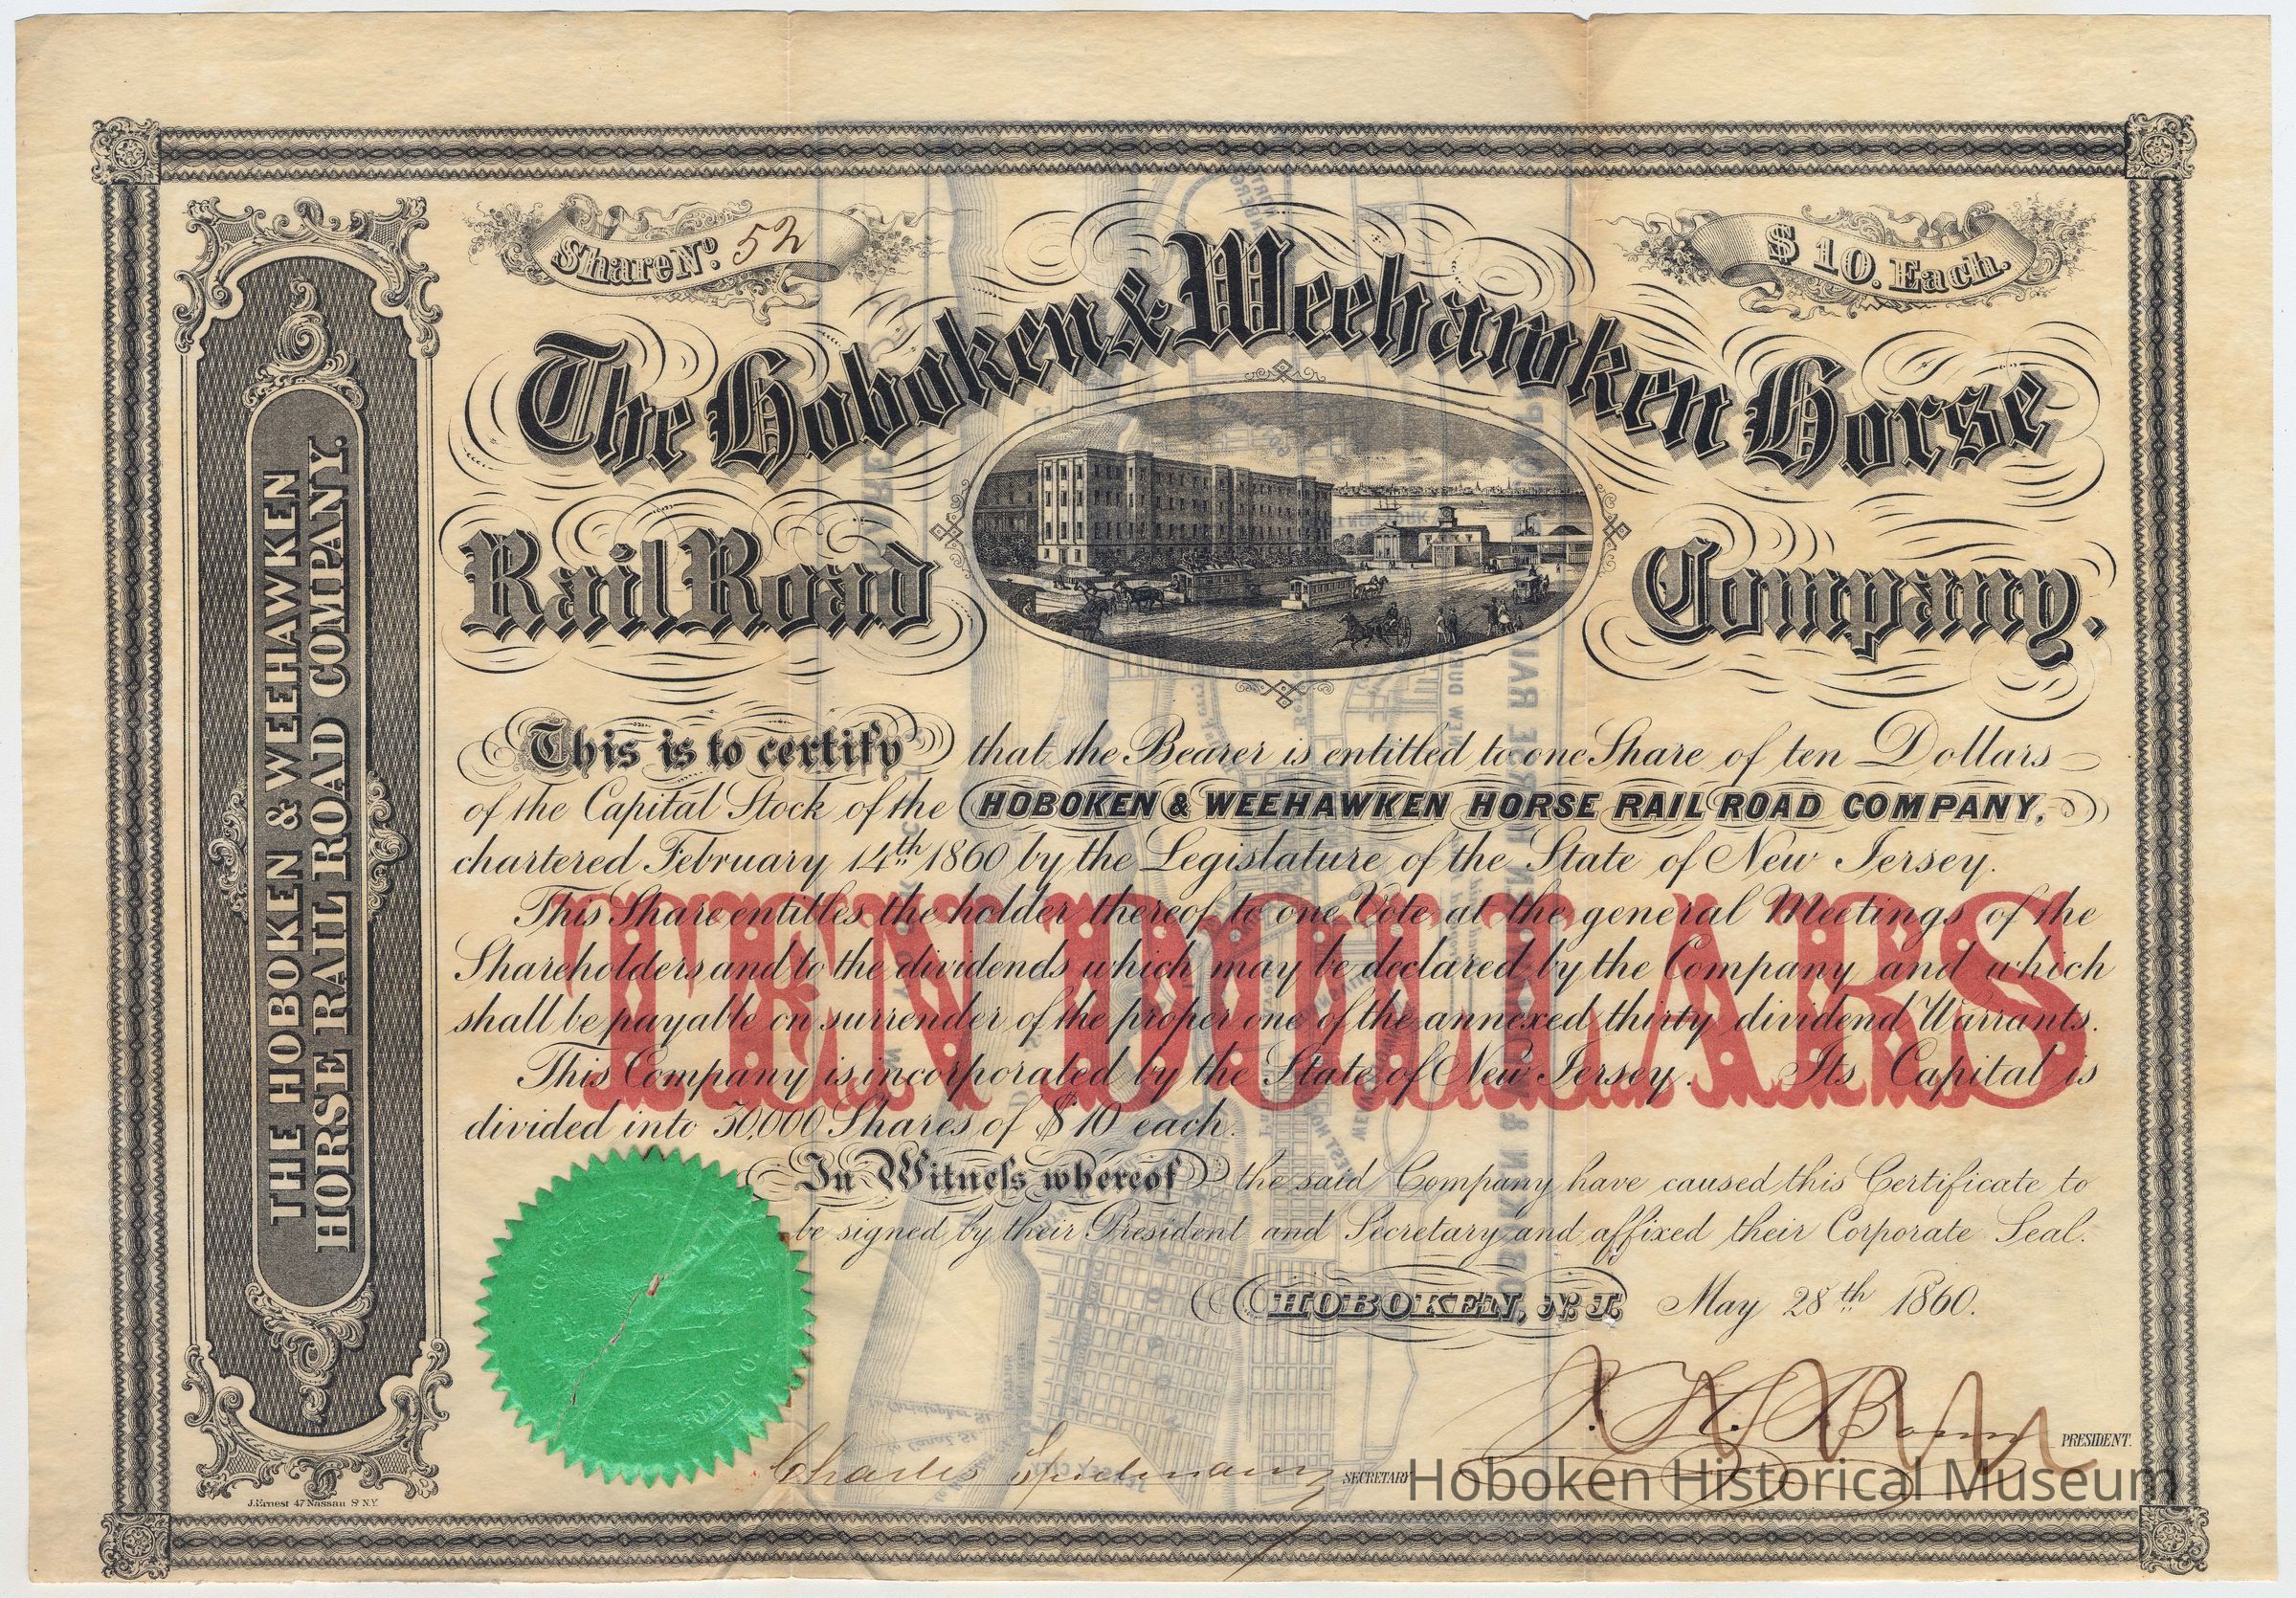 Share No. 52
$10. Each.
The Hoboken & Weehawken Horse
Rail Road Company.
THE HOBOKEN & WEEHAWKEN
HORSE RAIL ROAD COMPANY.
This is to certify that the Bearer is entitled to one Share of ten Dollars
of the Capital Stock of the HOBOKEN & WEEHAWKEN HORSE RAIL ROAD COMPANY,
chartered February 14th 1860 by the Legislature of the State of New Jersey.
TEN DOLLARS
This Share entitles the holder thereof to one Vote at the general Meetings of the
Shareholders and to the dividends which may be declared by the Company and which
shall be payable on surrender of the proper one of the annexed thirty dividend Warrants.
This Company is incorporated by the State of New Jersey. Its Capital is
divided into 30,000 Shares of $10 each.
In Witness whereof the said Company have caused this Certificate to
be signed by their President and Secretary and affixed their Corporate Seal.
HOBOKEN, N.J. May 28th 1860.
PRESIDENT.
Charles Spielmann SECRETARY
J. Ernest 47 Nassau St N.Y.
Hoboken Historical Museum